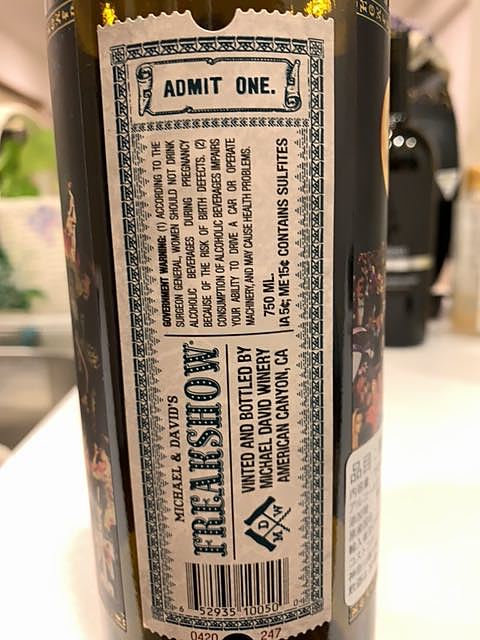 ADMIT ONE.
GOVERNMENT WARNING: (1) ACCORDING TO THE
SURGEON GENERAL, WOMEN SHOULD NOT DRINK
ALCOHOLIC BEVERAGES DURING PREGNANCY
BECAUSE OF THE RISK OF BIRTH DEFECTS. (2)
CONSUMPTION OF ALCOHOLIC BEVERAGES IMPAIRS
YOUR ABILITY TO DRIVE A CAR OR OPERATE
MACHINERY, AND MAY CAUSE HEALTH PROBLEMS.
750 ML.
IA 5¢; ME 15¢ CONTAINS SULFITES
MICHAEL & DAVID'S
FREAKSHOW
VINTED AND BOTTLED BY
MICHAEL DAVID WINERY
AMERICAN CANYON, CA
D
M W
6 52935 10050 0
0420 247
品目